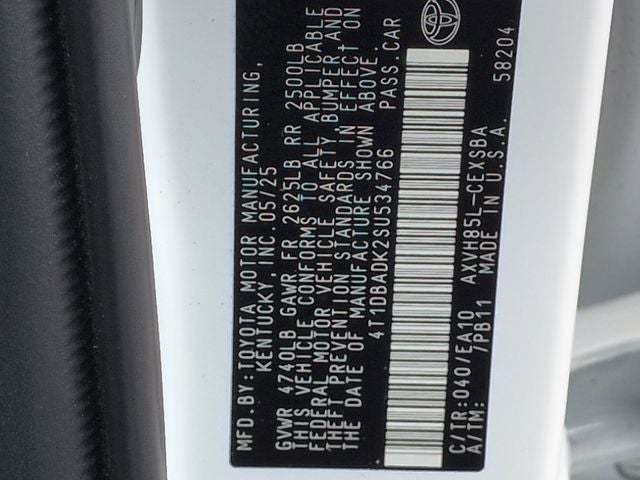 MFD.BY:TOYOTA MOTOR MANUFACTURING,
KENTUCKY,INC. 05/25
GVWR 4740LB GAWR FR 2625LB RR 2500LB
THIS VEHICLE CONFORMS TO ALL APPLICABLE
FEDERAL MOTOR VEHICLE SAFETY, BUMPER,AND
THEFT PREVENTION STANDARDS IN EFFECT ON
THE DATE OF MANUFACTURE SHOWN ABOVE.
4T1DBADK2SU534766 PASS.CAR
C/TR:040/EA10 AXVH85L-CEXSBA
A/TM: /PB11 MADE IN U.S.A.
58204